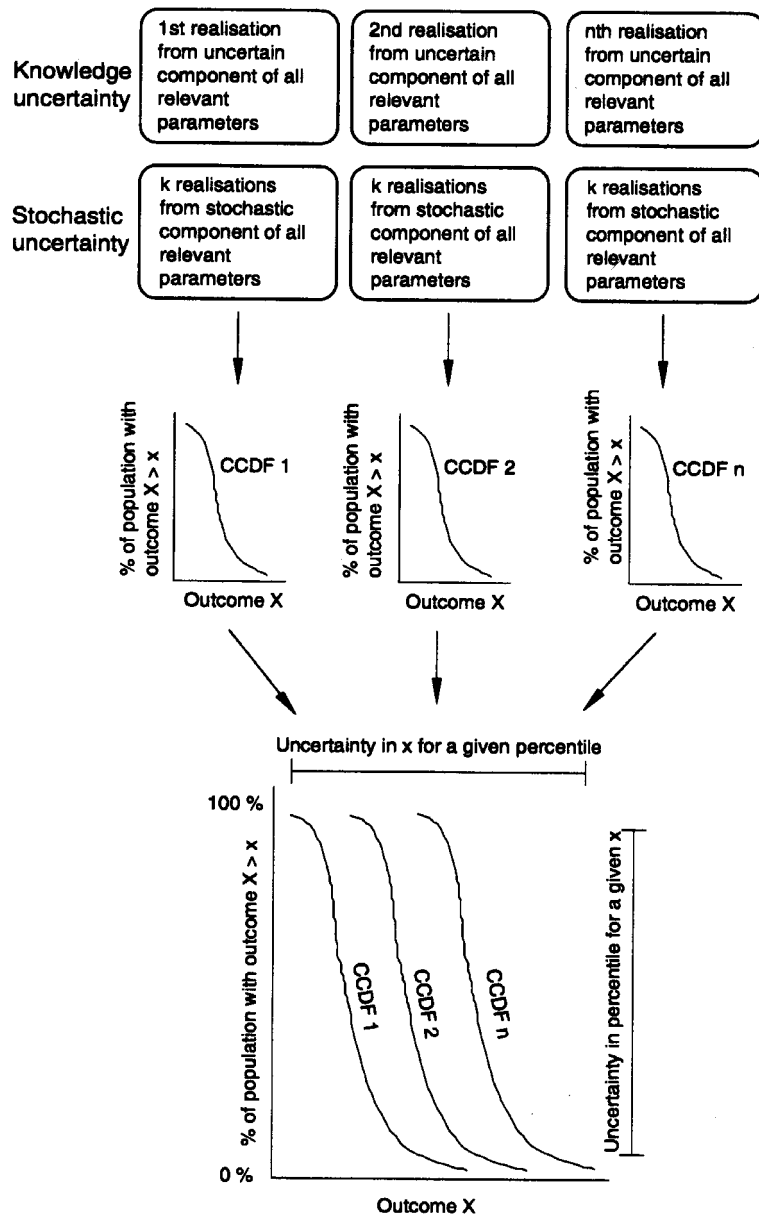 Knowledge
uncertainty
1st realisation
from uncertain
component of all
relevant
parameters
2nd realisation
from uncertain
component of all
relevant
parameters
nth realisation
from uncertain
component of all
relevant
parameters
Stochastic
uncertainty
k realisations
from stochastic
component of all
relevant
parameters
k realisations
from stochastic
component of all
relevant
parameters
k realisations
from stochastic
component of all
relevant
parameters
% of population with
outcome X > x
CCDF 1
Outcome X
% of population with
outcome X > x
CCDF 2
Outcome X
% of population with
outcome X > x
CCDF n
Outcome X
Uncertainty in x for a given percentile
100 %
% of population with outcome X > x
CCDF 1
CCDF 2
CCDF n
Uncertainty in percentile for a given x
0 %
Outcome X